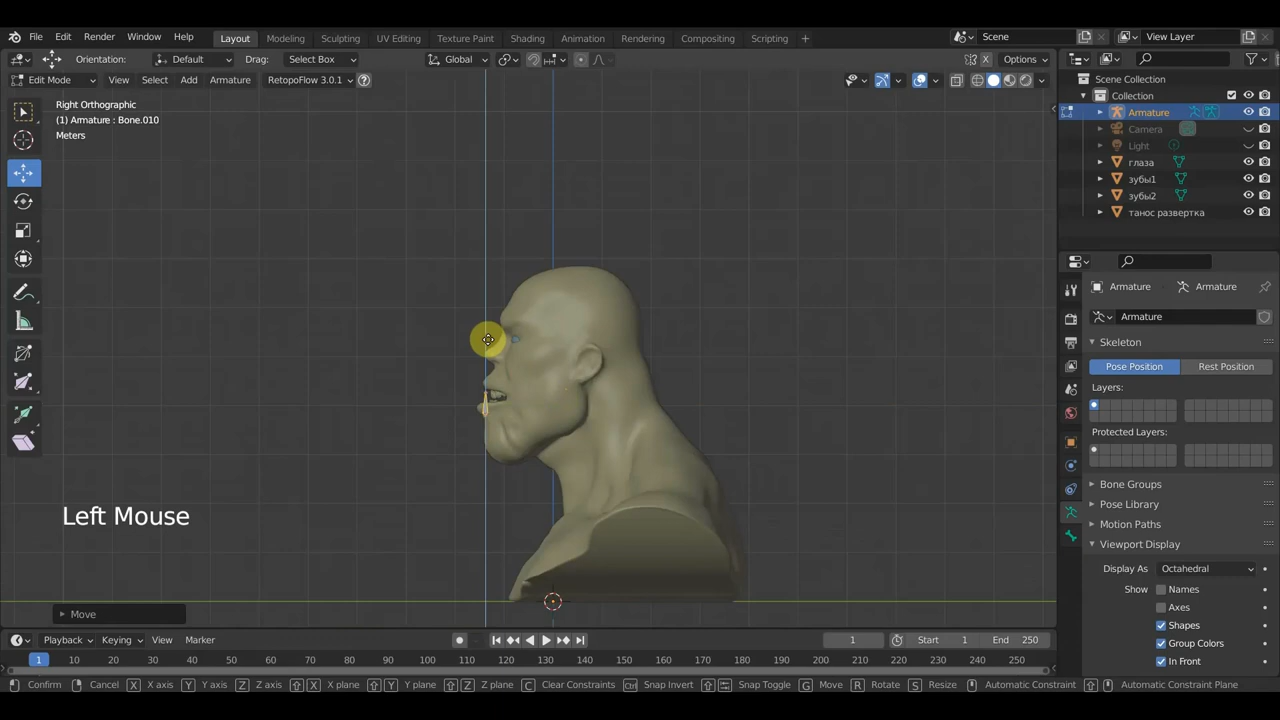 File Edit Render Window Help Layout Modeling Sculpting UV Editing Texture Paint Shading Animation Rendering Compositing Scripting + Scene View Layer
Orientation: Default Drag: Select Box Global Options
Edit Mode View Select Add Armature RetopoFlow 3.0.1
Scene Collection
Collection
Armature
Camera
Light
глаза
зубы1
зубы2
танос развертка
Right Orthographic
(1) Armature : Bone.010
Meters
Armature Armature
Armature
Skeleton
Pose Position Rest Position
Layers:
Protected Layers:
Bone Groups
Pose Library
Motion Paths
Viewport Display
Display As Octahedral
Show Names
Axes
Shapes
Group Colors
In Front
Left Mouse
Move
Playback Keying View Marker 1 Start 1 End 250
1 10 20 30 40 50 60 70 80 90 100 110 120 130 140 150 160 170 180 190 200 210 220 230 240 250
Confirm Cancel X X axis Y Y axis Z Z axis X X plane Y Y plane Z Z plane C Clear Constraints Ctrl Snap Invert Snap Toggle G Move R Rotate S Resize Automatic Constraint Automatic Constraint Plane